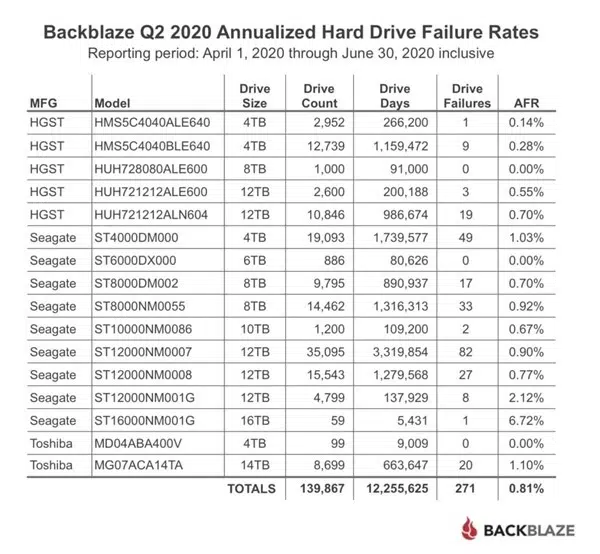 Backblaze Q2 2020 Annualized Hard Drive Failure Rates
Reporting period: April 1, 2020 through June 30, 2020 inclusive
MFG Model Drive Size Drive Count Drive Days Drive Failures AFR
HGST HMS5C4040ALE640 4TB 2,952 266,200 1 0.14%
HGST HMS5C4040BLE640 4TB 12,739 1,159,472 9 0.28%
HGST HUH728080ALE600 8TB 1,000 91,000 0 0.00%
HGST HUH721212ALE600 12TB 2,600 200,188 3 0.55%
HGST HUH721212ALN604 12TB 10,846 986,674 19 0.70%
Seagate ST4000DM000 4TB 19,093 1,739,577 49 1.03%
Seagate ST6000DX000 6TB 886 80,626 0 0.00%
Seagate ST8000DM002 8TB 9,795 890,937 17 0.70%
Seagate ST8000NM0055 8TB 14,462 1,316,313 33 0.92%
Seagate ST10000NM0086 10TB 1,200 109,200 2 0.67%
Seagate ST12000NM0007 12TB 35,095 3,319,854 82 0.90%
Seagate ST12000NM0008 12TB 15,543 1,279,568 27 0.77%
Seagate ST12000NM001G 12TB 4,799 137,929 8 2.12%
Seagate ST16000NM001G 16TB 59 5,431 1 6.72%
Toshiba MD04ABA400V 4TB 99 9,009 0 0.00%
Toshiba MG07ACA14TA 14TB 8,699 663,647 20 1.10%
TOTALS 139,867 12,255,625 271 0.81%
BACKBLAZE